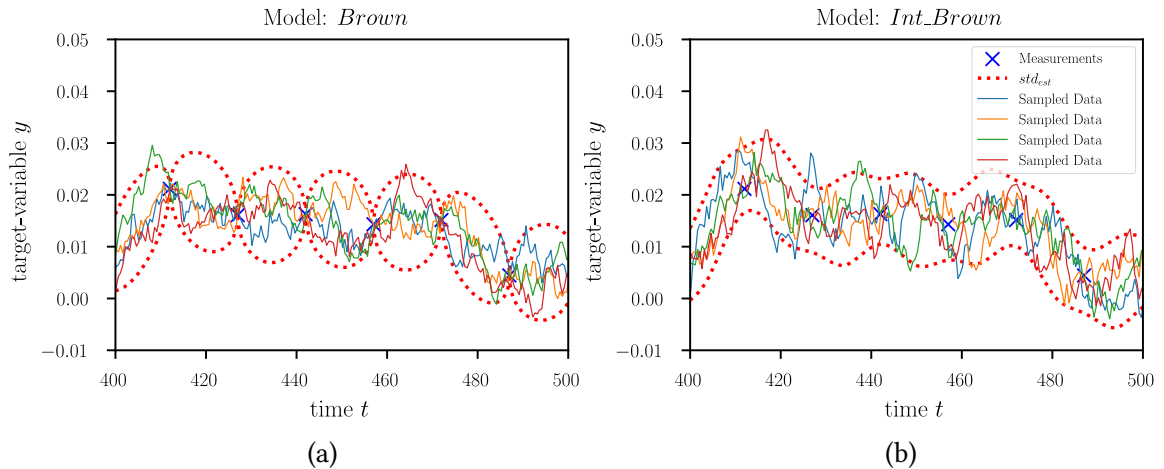 Model: Brown
0.05
0.04
0.03
0.02
0.01
0.00
−0.01
target-variable y
400
420
440
460
480
500
time t
(a)
Model: Int_Brown
0.05
0.04
0.03
0.02
0.01
0.00
−0.01
target-variable y
400
420
440
460
480
500
time t
Measurements
std_est
Sampled Data
Sampled Data
Sampled Data
Sampled Data
(b)